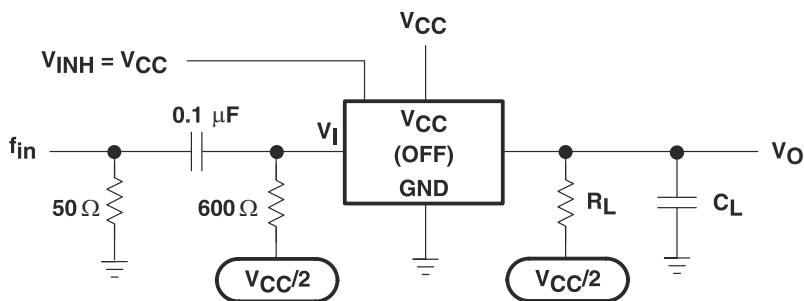 VCC
VINH = VCC
0.1 μF
fin
VI
VCC
(OFF)
GND
VO
50 Ω
600 Ω
RL
CL
VCC/2
VCC/2